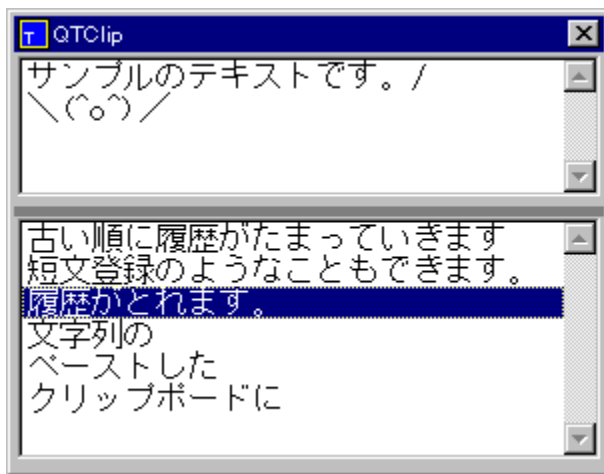 QTClip
サンプルのテキストです。/
＼(^o^)／
古い順に履歴がたまっていきます
短文登録のようなこともできます。
履歴がとれます。
文字列の
ペーストした
クリップボードに